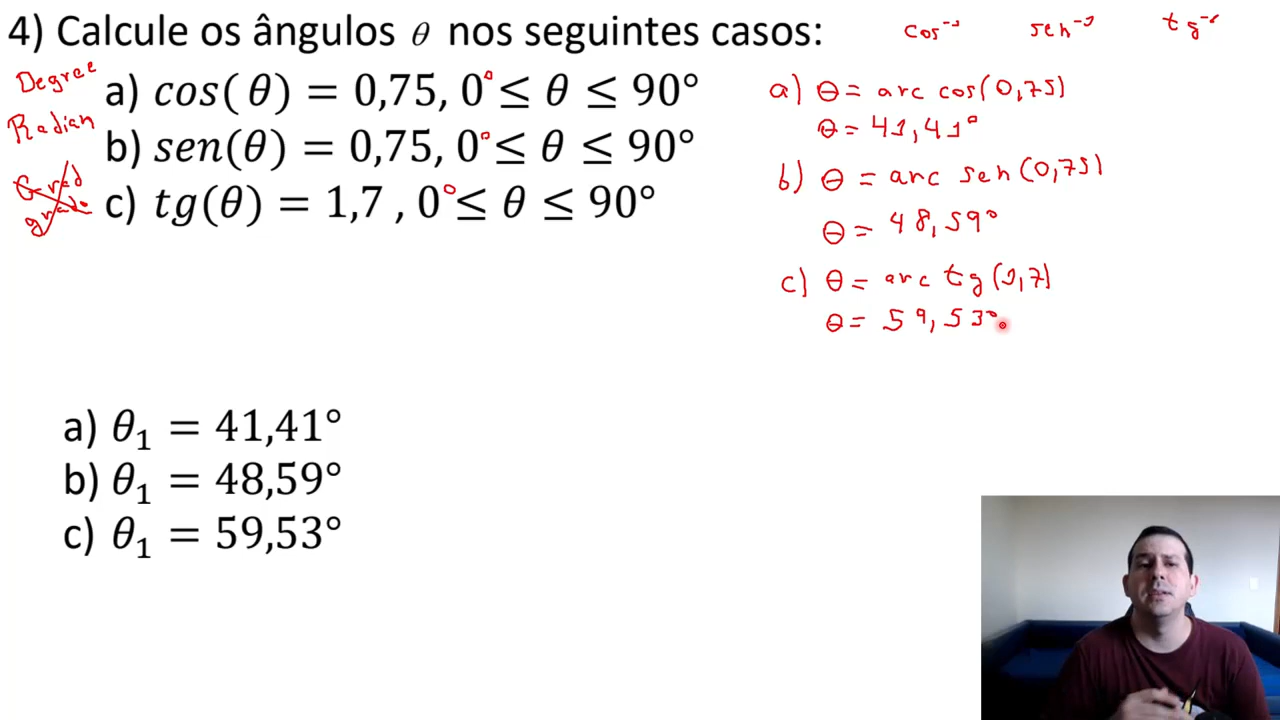 4) Calcule os ângulos θ nos seguintes casos:
cos⁻¹ sen⁻¹ tg⁻¹
Degree
Radian
Grad
grado
a) cos(θ) = 0,75, 0° ≤ θ ≤ 90°
b) sen(θ) = 0,75, 0° ≤ θ ≤ 90°
c) tg(θ) = 1,7 , 0° ≤ θ ≤ 90°
a) θ = arc cos(0,75)
θ = 41,41°
b) θ = arc sen(0,75)
θ = 48,59°
c) θ = arc tg(1,7)
θ = 59,53°
a) θ₁ = 41,41°
b) θ₁ = 48,59°
c) θ₁ = 59,53°